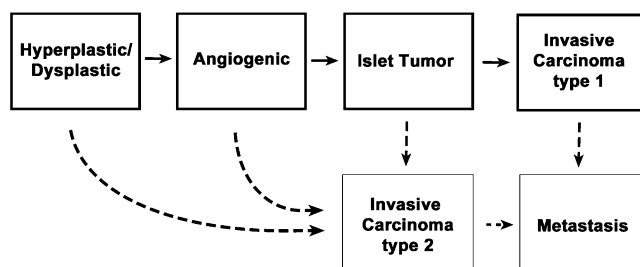 Hyperplastic/
Dysplastic
Angiogenic
Islet Tumor
Invasive
Carcinoma
type 1
Invasive
Carcinoma
type 2
Metastasis